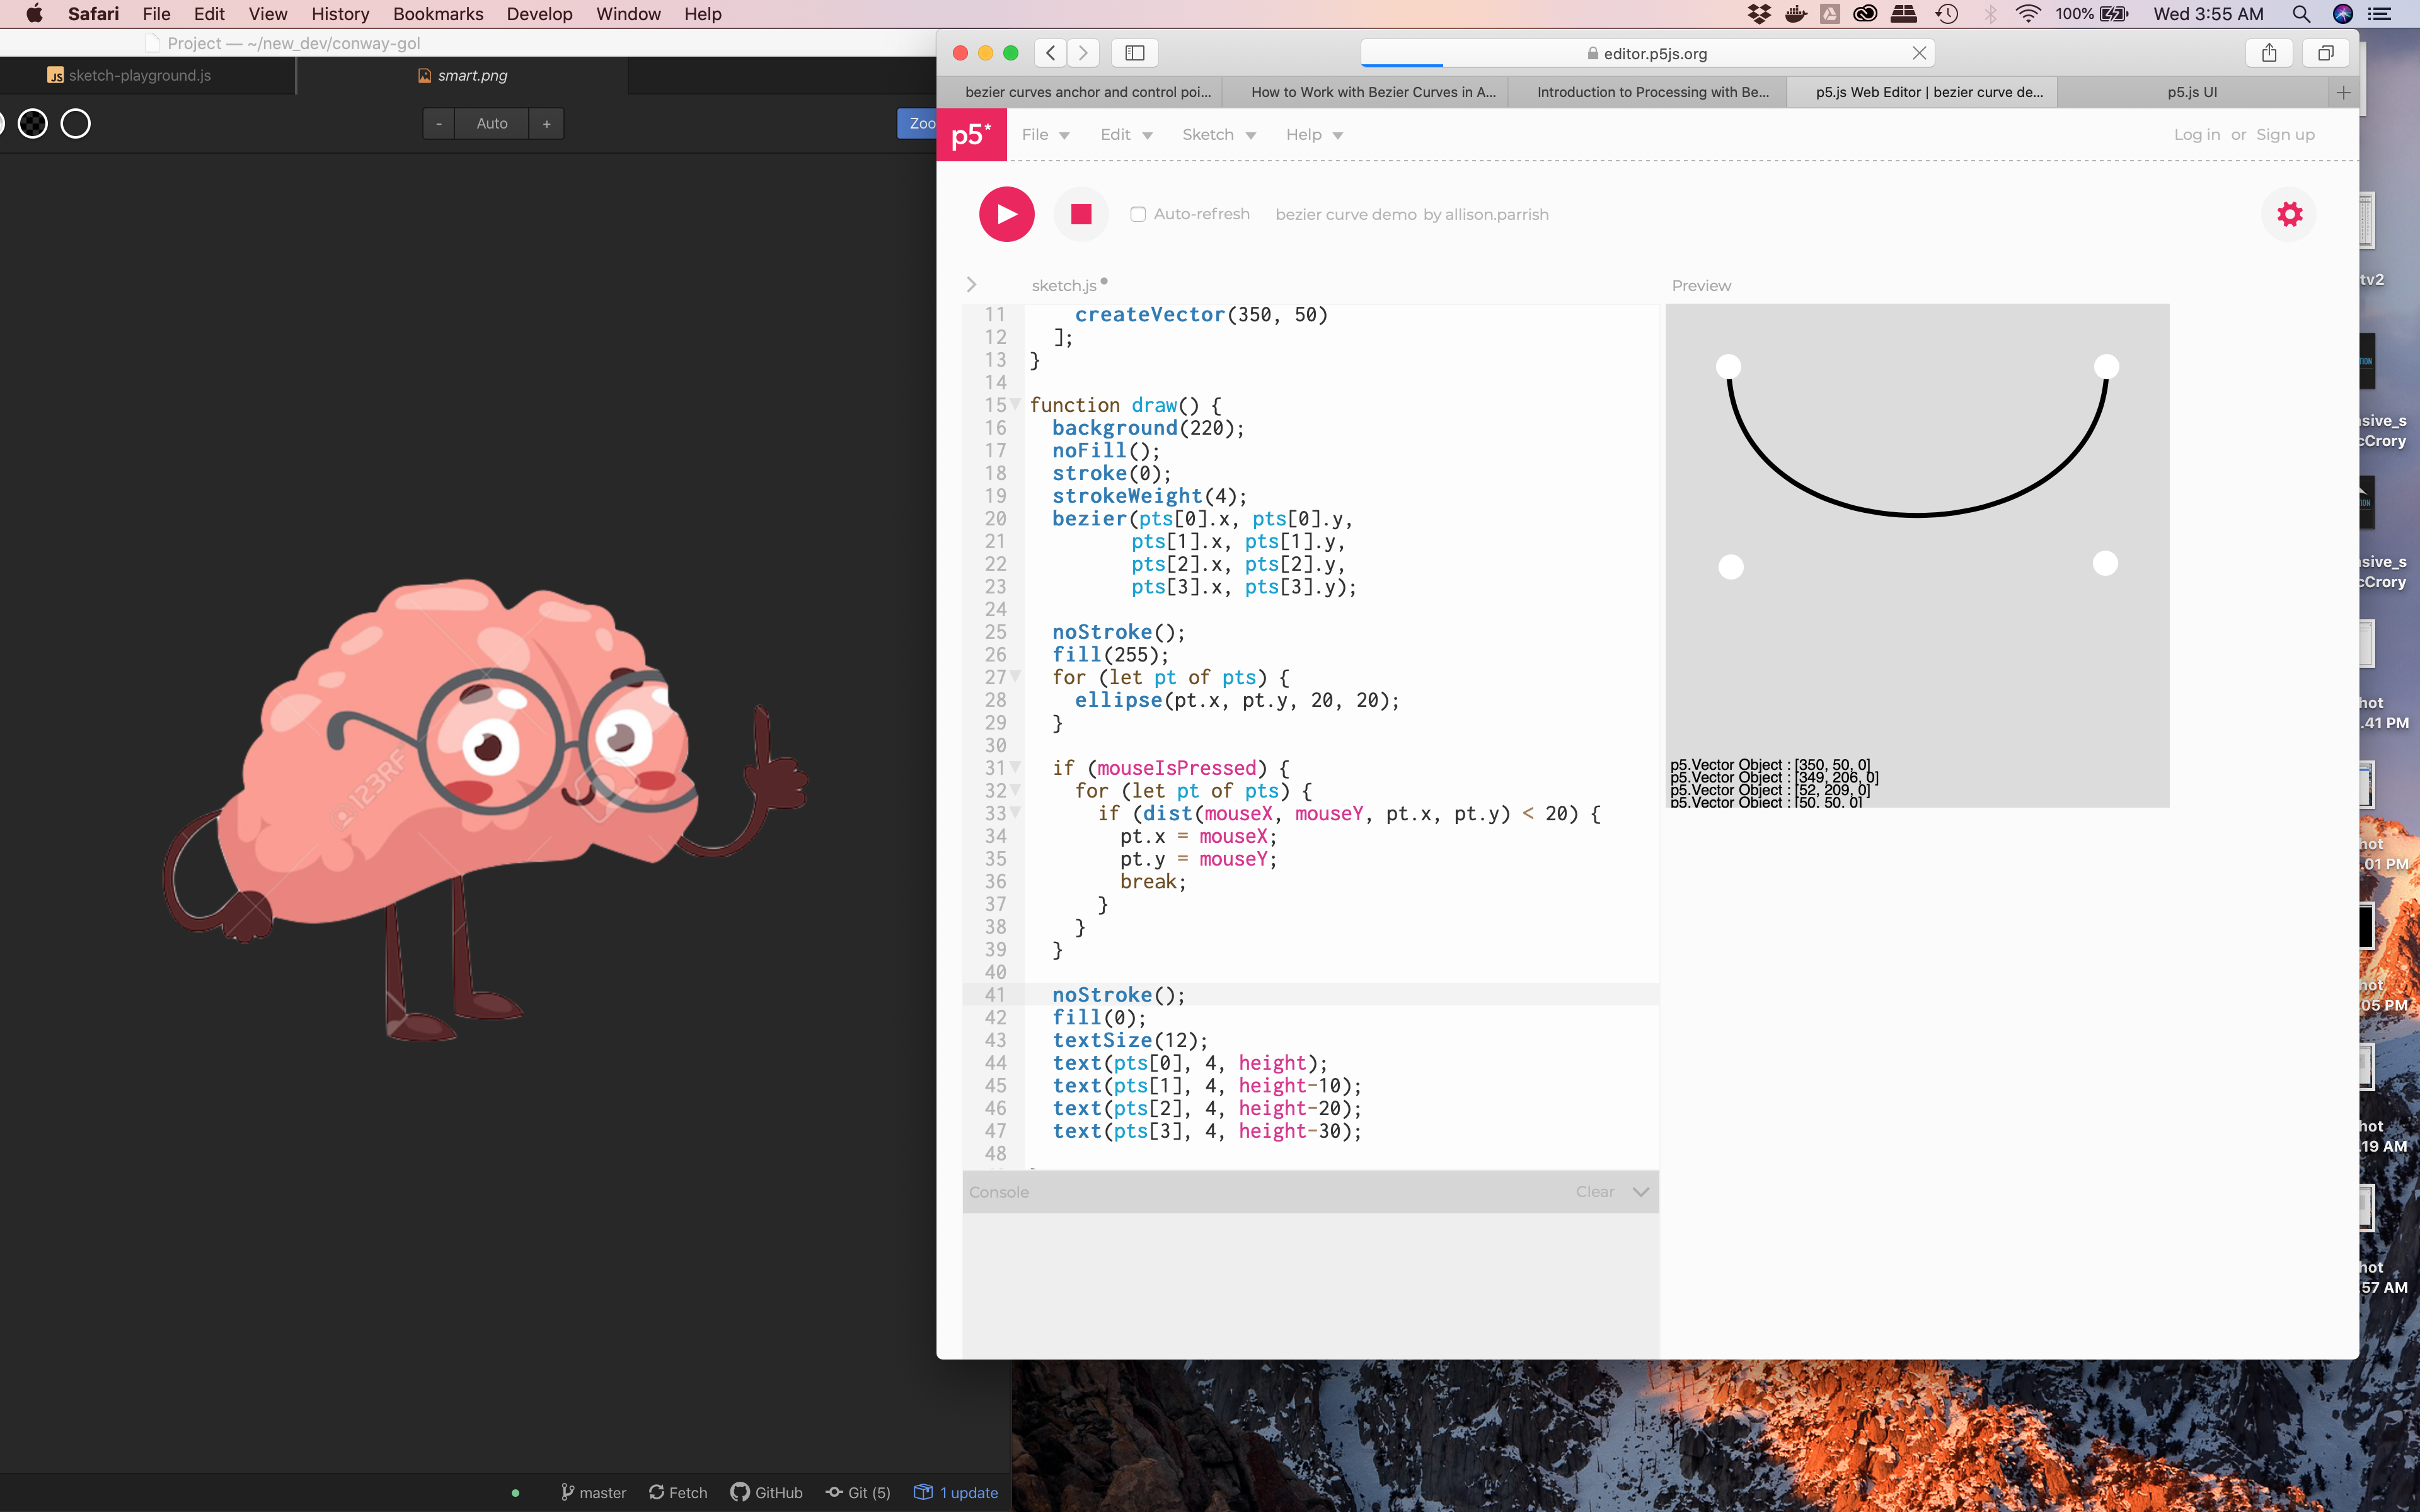 Safari File Edit View History Bookmarks Develop Window Help
100% Wed 3:55 AM
Project — ~/new_dev/conway-gol
JS sketch-playground.js
smart.png
- Auto +
Zoo
123RF
master Fetch GitHub Git (5) 1 update
editor.p5js.org
bezier curves anchor and control poi...
How to Work with Bezier Curves in A...
Introduction to Processing with Be...
p5.js Web Editor | bezier curve de...
p5.js UI
p5* File Edit Sketch Help
Log in or Sign up
Auto-refresh bezier curve demo by allison.parrish
sketch.js
11 createVector(350, 50)
12 ];
13 }
14
15 function draw() {
16 background(220);
17 noFill();
18 stroke(0);
19 strokeWeight(4);
20 bezier(pts[0].x, pts[0].y,
21 pts[1].x, pts[1].y,
22 pts[2].x, pts[2].y,
23 pts[3].x, pts[3].y);
24
25 noStroke();
26 fill(255);
27 for (let pt of pts) {
28 ellipse(pt.x, pt.y, 20, 20);
29 }
30
31 if (mouseIsPressed) {
32 for (let pt of pts) {
33 if (dist(mouseX, mouseY, pt.x, pt.y) < 20) {
34 pt.x = mouseX;
35 pt.y = mouseY;
36 break;
37 }
38 }
39 }
40
41 noStroke();
42 fill(0);
43 textSize(12);
44 text(pts[0], 4, height);
45 text(pts[1], 4, height-10);
46 text(pts[2], 4, height-20);
47 text(pts[3], 4, height-30);
48
Console Clear
Preview
p5.Vector Object : [350, 50, 0]
p5.Vector Object : [349, 206, 0]
p5.Vector Object : [52, 209, 0]
p5.Vector Object : [50, 50, 0]
tv2
sive_s
cCrory
sive_s
cCrory
hot
.41 PM
hot
.01 PM
hot
05 PM
hot
.19 AM
hot
57 AM